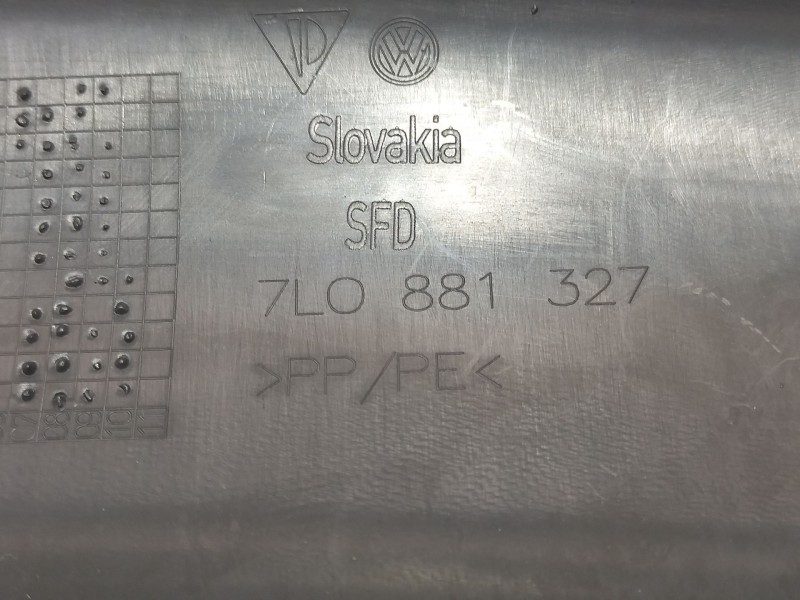 Slovakia
SFD
7L0 881 327
>PP/PE<